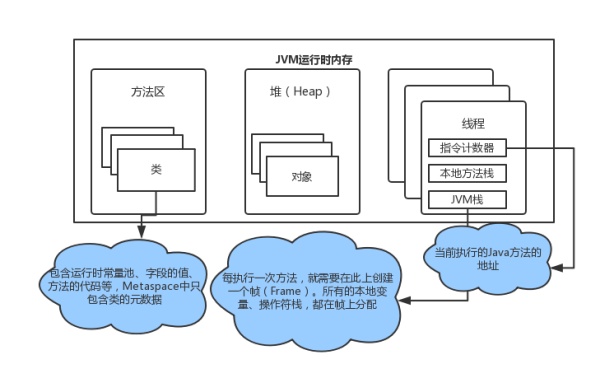 JVM运行时内存
方法区
类
堆（Heap）
对象
线程
指令计数器
本地方法栈
JVM栈
包含运行时常量池、字段的值、
方法的代码等，Metaspace中只
包含类的元数据
每执行一次方法，就需要在此上创建
一个帧（Frame）。所有的本地变
量、操作符栈，都在帧上分配
当前执行的Java方法的
地址